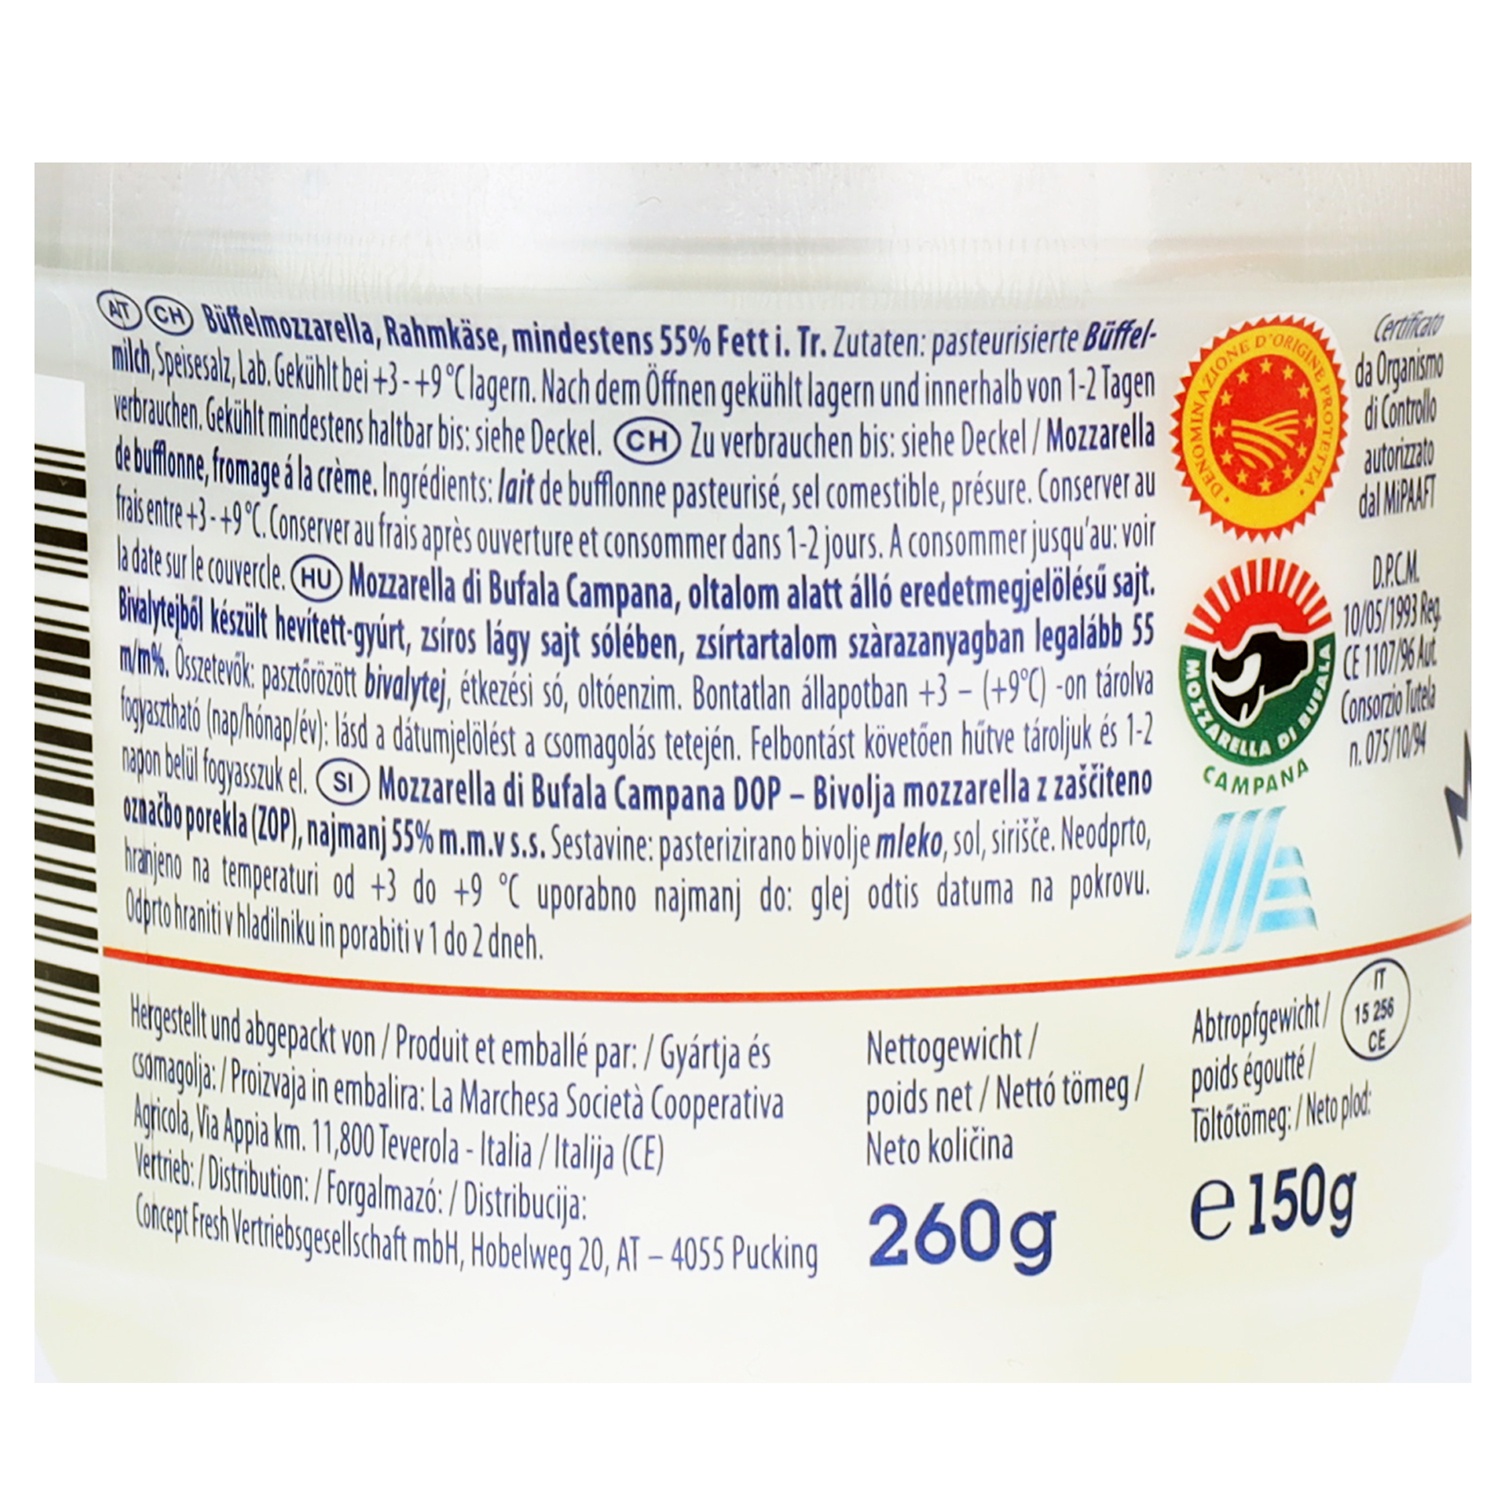 AT CH Büffelmozzarella, Rahmkäse, mindestens 55% Fett i. Tr. Zutaten: pasteurisierte Büffel-
milch, Speisesalz, Lab. Gekühlt bei +3 - +9 °C lagern. Nach dem Öffnen gekühlt lagern und innerhalb von 1-2 Tagen
verbrauchen. Gekühlt mindestens haltbar bis: siehe Deckel. CH Zu verbrauchen bis: siehe Deckel / Mozzarella
de bufflonne, fromage á la crème. Ingrédients: lait de bufflonne pasteurisé, sel comestible, présure. Conserver au
frais entre +3 - +9 °C. Conserver au frais après ouverture et consommer dans 1-2 jours. A consommer jusqu'au: voir
la date sur le couvercle. HU Mozzarella di Bufala Campana, oltalom alatt álló eredetmegjelölésű sajt.
Bivalytejből készült hevített-gyúrt, zsíros lágy sajt sólében, zsírtartalom szàrazanyagban legalább 55
m/m%. Összetevők: pasztőrözött bivalytej, étkezési só, oltóenzim. Bontatlan állapotban +3 – (+9°C) -on tárolva
fogyasztható (nap/hónap/év): lásd a dátumjelölést a csomagolás tetején. Felbontást követően hűtve tároljuk és 1-2
napon belül fogyasszuk el. SI Mozzarella di Bufala Campana DOP – Bivolja mozzarella z zaščiteno
označbo porekla (ZOP), najmanj 55% m.m.v s.s. Sestavine: pasterizirano bivolje mleko, sol, sirišče. Neodprto,
hranjeno na temperaturi od +3 do +9 °C uporabno najmanj do: glej odtis datuma na pokrovu.
Odprto hraniti v hladilniku in porabiti v 1 do 2 dneh.
DENOMINAZIONE D'ORIGINE PROTETTA
Certificato
da Organismo
di Controllo
autorizzato
dal MiPAAFT
MOZZARELLA DI BUFALA
CAMPANA
D.P.C.M.
10/05/1993 Reg.
CE 1107/96 Aut.
Consorzio Tutela
n. 075/10/94
Hergestellt und abgepackt von / Produit et emballé par: / Gyártja és
csomagolja: / Proizvaja in embalira: La Marchesa Società Cooperativa
Agricola, Via Appia km. 11,800 Teverola - Italia / Italija (CE)
Vertrieb: / Distribution: / Forgalmazó: / Distribucija:
Concept Fresh Vertriebsgesellschaft mbH, Hobelweg 20, AT – 4055 Pucking
Nettogewicht /
poids net / Nettó tömeg /
Neto količina
260g
Abtropfgewicht /
poids égoutté /
Töltőtömeg: / Neto plod:
e 150g
IT
15 256
CE